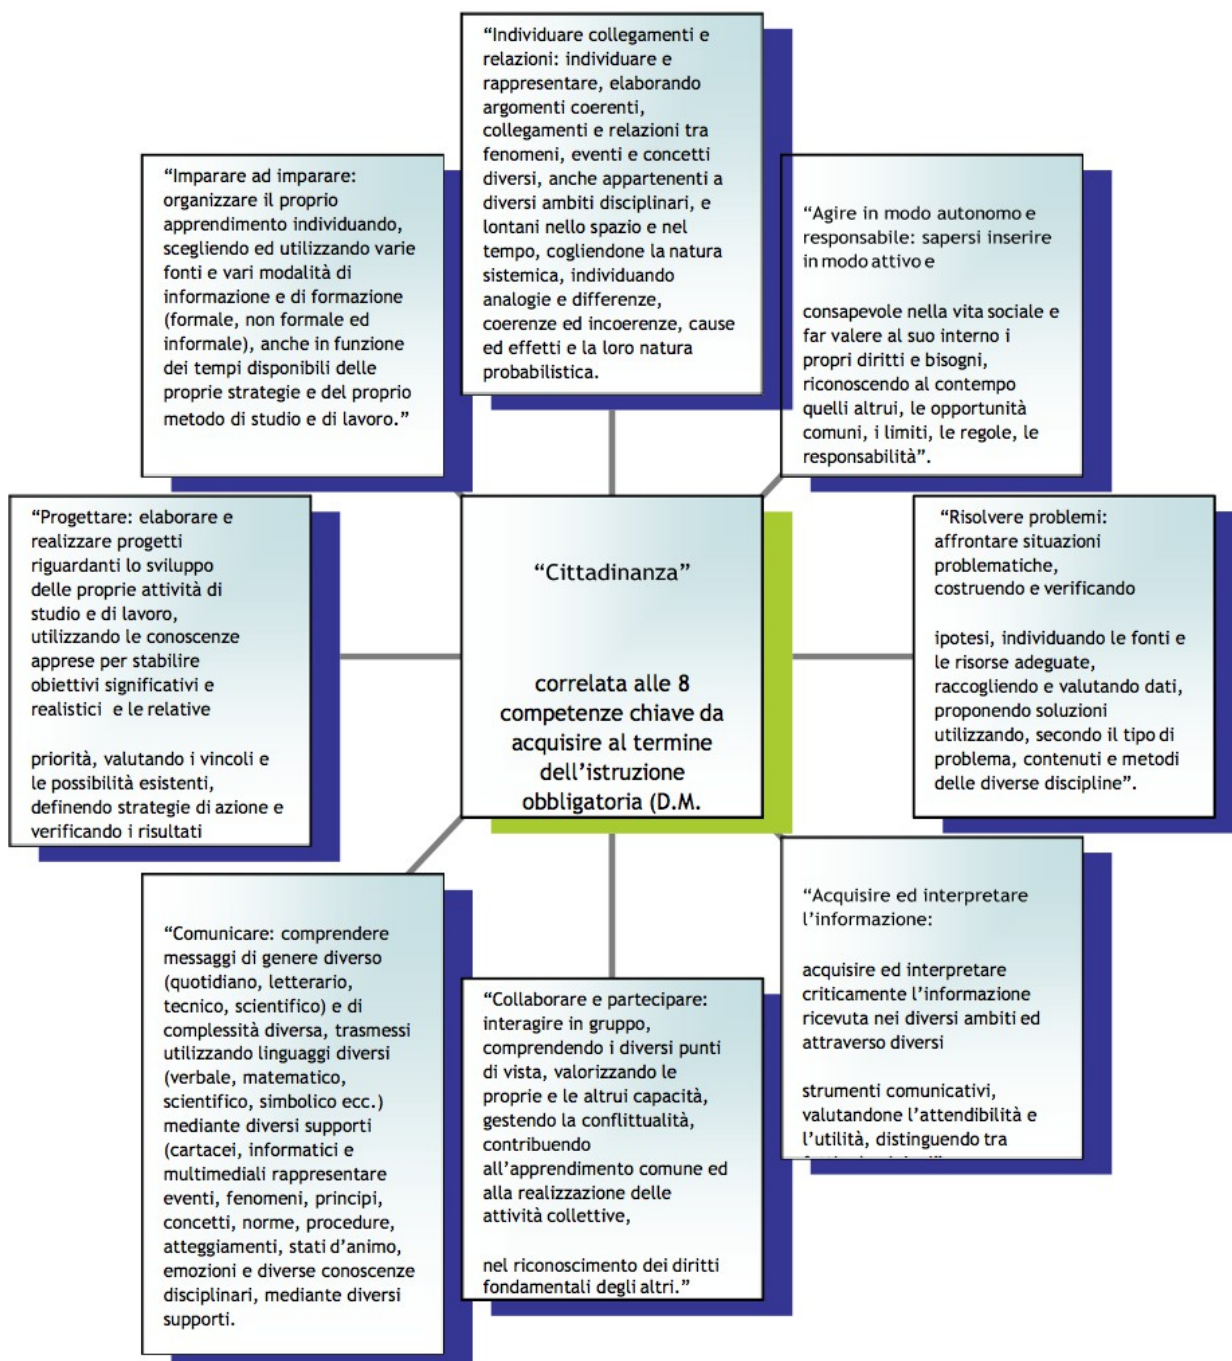 “Individuare collegamenti e
relazioni: individuare e
rappresentare, elaborando
argomenti coerenti,
collegamenti e relazioni tra
fenomeni, eventi e concetti
diversi, anche appartenenti a
diversi ambiti disciplinari, e
lontani nello spazio e nel
tempo, cogliendone la natura
sistemica, individuando
analogie e differenze,
coerenze ed incoerenze, cause
ed effetti e la loro natura
probabilistica.
“Imparare ad imparare:
organizzare il proprio
apprendimento individuando,
scegliendo ed utilizzando varie
fonti e vari modalità di
informazione e di formazione
(formale, non formale ed
informale), anche in funzione
dei tempi disponibili delle
proprie strategie e del proprio
metodo di studio e di lavoro.”
“Agire in modo autonomo e
responsabile: sapersi inserire
in modo attivo e
consapevole nella vita sociale e
far valere al suo interno i
propri diritti e bisogni,
riconoscendo al contempo
quelli altrui, le opportunità
comuni, i limiti, le regole, le
responsabilità”.
“Progettare: elaborare e
realizzare progetti
riguardanti lo sviluppo
delle proprie attività di
studio e di lavoro,
utilizzando le conoscenze
apprese per stabilire
obiettivi significativi e
realistici e le relative
priorità, valutando i vincoli e
le possibilità esistenti,
definendo strategie di azione e
verificando i risultati
“Cittadinanza”
correlata alle 8
competenze chiave da
acquisire al termine
dell’istruzione
obbligatoria (D.M.
“Risolvere problemi:
affrontare situazioni
problematiche,
costruendo e verificando
ipotesi, individuando le fonti e
le risorse adeguate,
raccogliendo e valutando dati,
proponendo soluzioni
utilizzando, secondo il tipo di
problema, contenuti e metodi
delle diverse discipline”.
“Comunicare: comprendere
messaggi di genere diverso
(quotidiano, letterario,
tecnico, scientifico) e di
complessità diversa, trasmessi
utilizzando linguaggi diversi
(verbale, matematico,
scientifico, simbolico ecc.)
mediante diversi supporti
(cartacei, informatici e
multimediali rappresentare
eventi, fenomeni, principi,
concetti, norme, procedure,
atteggiamenti, stati d’animo,
emozioni e diverse conoscenze
disciplinari, mediante diversi
supporti.
“Collaborare e partecipare:
interagire in gruppo,
comprendendo i diversi punti
di vista, valorizzando le
proprie e le altrui capacità,
gestendo la conflittualità,
contribuendo
all’apprendimento comune ed
alla realizzazione delle
attività collettive,
nel riconoscimento dei diritti
fondamentali degli altri.”
“Acquisire ed interpretare
l’informazione:
acquisire ed interpretare
criticamente l’informazione
ricevuta nei diversi ambiti ed
attraverso diversi
strumenti comunicativi,
valutandone l’attendibilità e
l’utilità, distinguendo tra